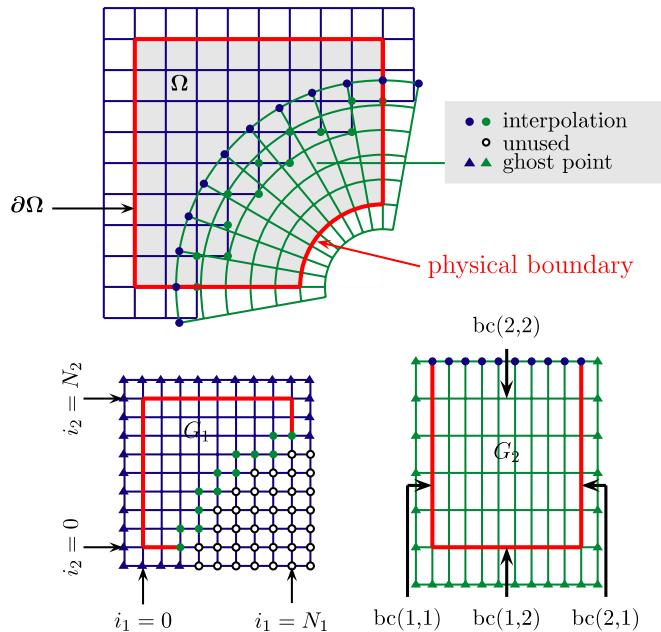 Ω
interpolation
unused
ghost point
∂Ω
physical boundary
bc(2,2)
i₂ = N₂
G₁
G₂
i₂ = 0
i₁ = 0
i₁ = N₁
bc(1,1)
bc(1,2)
bc(2,1)